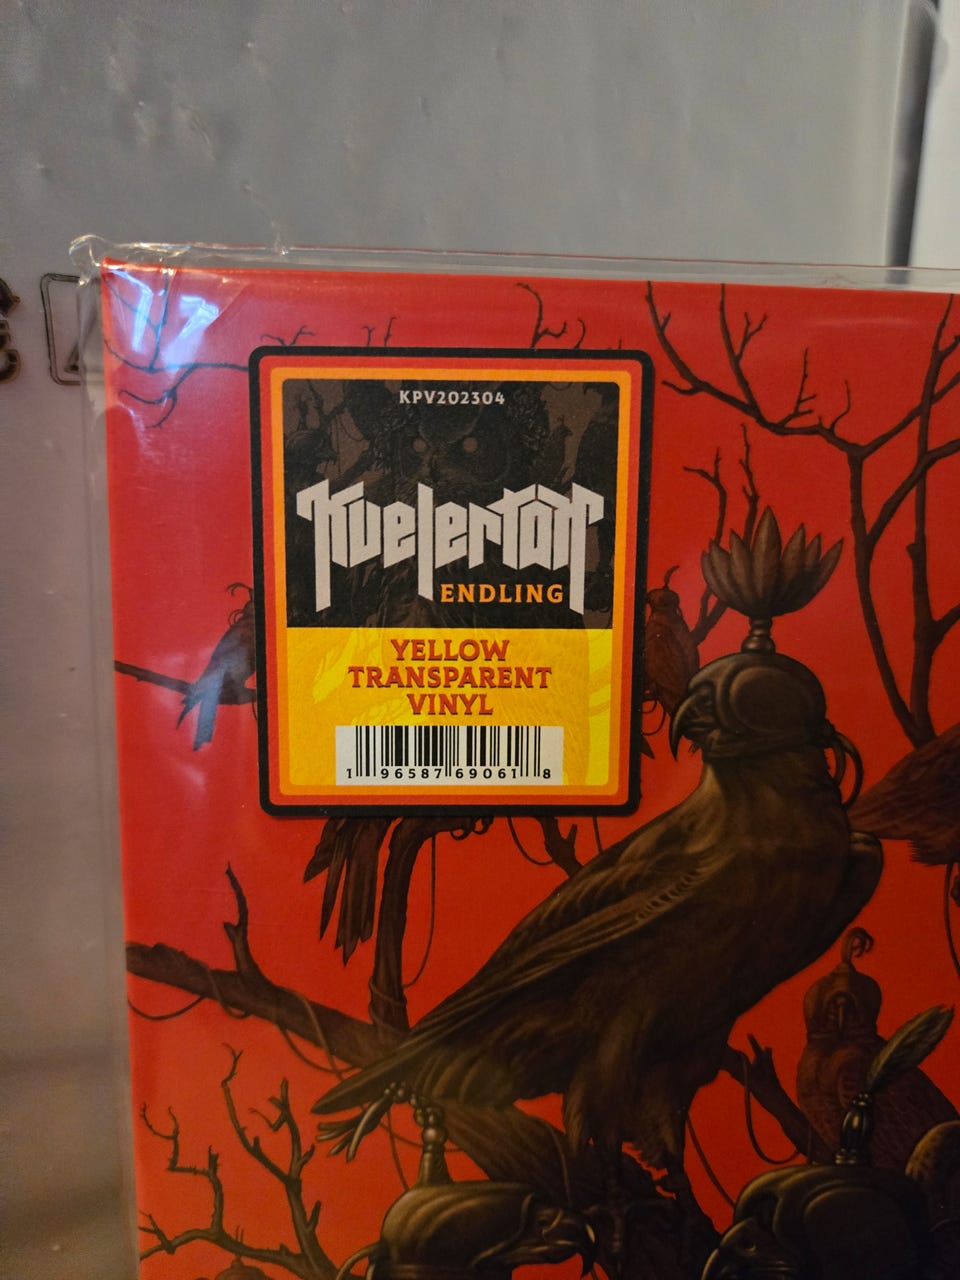 KPV202304
Kvelertak
ENDLING
YELLOW
TRANSPARENT
VINYL
1 96587 69061 8